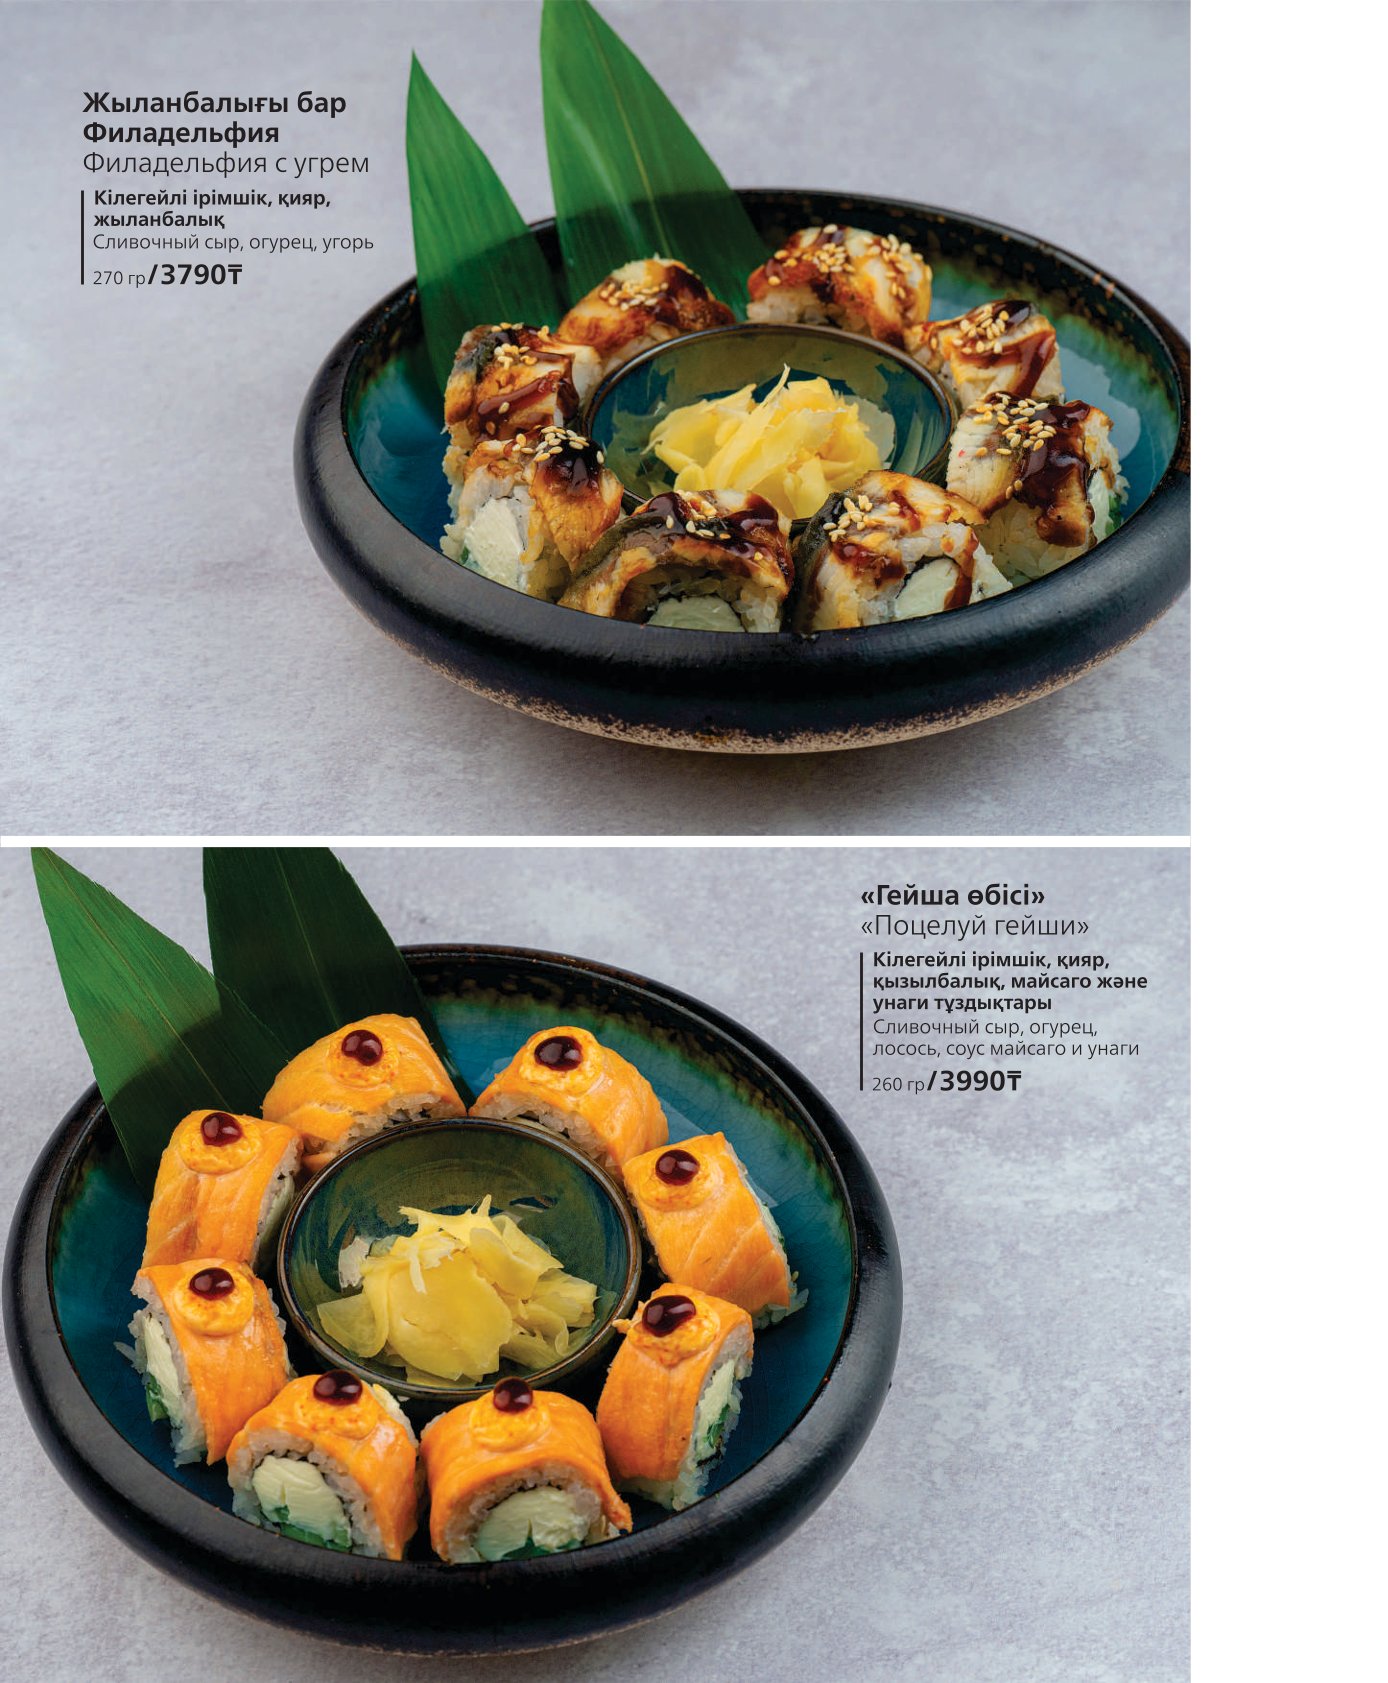 Жыланбалығы бар
Филадельфия
Филадельфия с угрем
Кілегейлі ірімшік, қияр,
жыланбалық
Сливочный сыр, огурец, угорь
270 гр/3790₸
«Гейша өбісі»
«Поцелуй гейши»
Кілегейлі ірімшік, қияр,
қызылбалық, майсаго және
унаги тұздықтары
Сливочный сыр, огурец,
лосось, соус майсаго и унаги
260 гр/3990₸